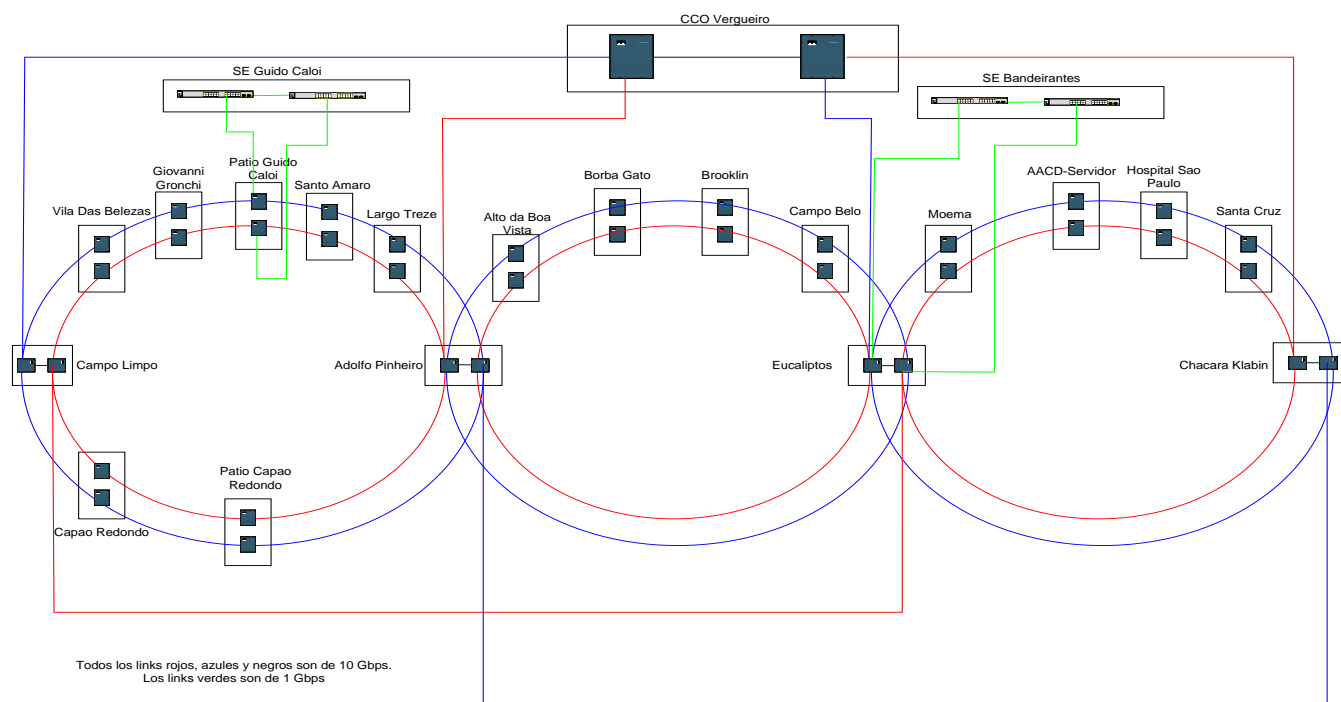 CCO Vergueiro
SE Guido Caloi
SE Bandeirantes
Vila Das Belezas
Giovanni
Gronchi
Patio Guido
Caloi
Santo Amaro
Largo Treze
Alto da Boa
Vista
Borba Gato
Brooklin
Campo Belo
Moema
AACD-Servidor
Hospital Sao
Paulo
Santa Cruz
Campo Limpo
Adolfo Pinheiro
Eucaliptos
Chacara Klabin
Capao Redondo
Patio Capao
Redondo
Todos los links rojos, azules y negros son de 10 Gbps.
Los links verdes son de 1 Gbps